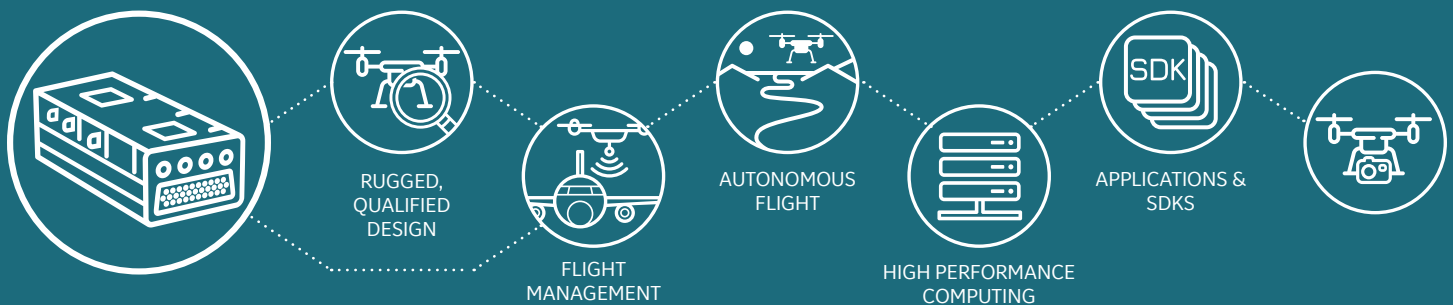 RUGGED,
QUALIFIED
DESIGN
FLIGHT
MANAGEMENT
AUTONOMOUS
FLIGHT
HIGH PERFORMANCE
COMPUTING
SDK
APPLICATIONS &
SDKS